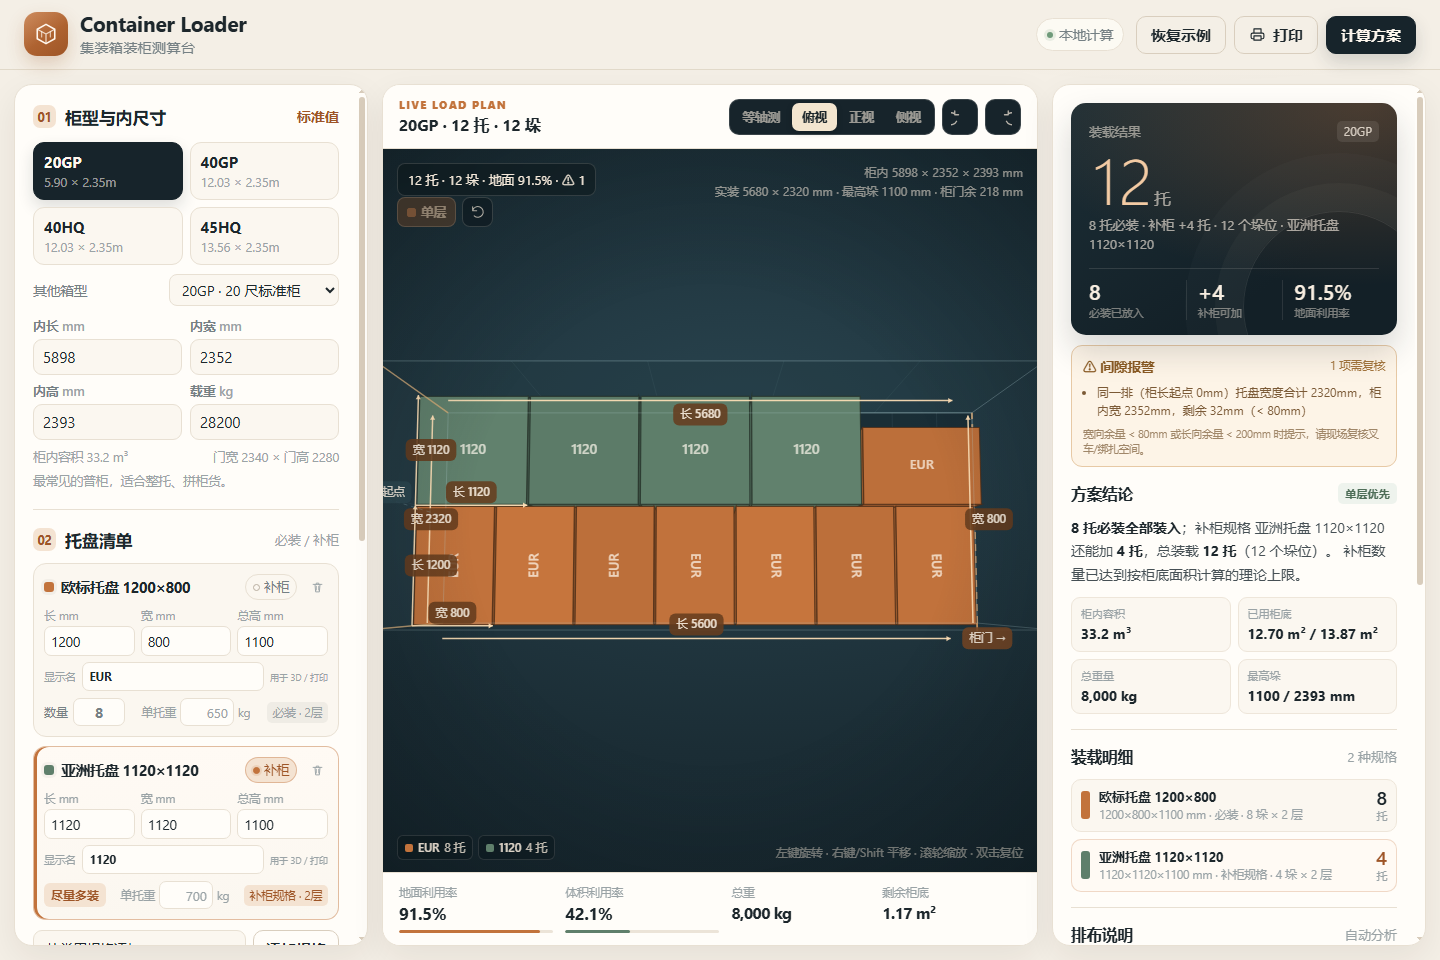 Container Loader
集装箱装柜测算台
本地计算
恢复示例
打印
计算方案
01 柜型与内尺寸 标准值
20GP
5.90 × 2.35m
40GP
12.03 × 2.35m
40HQ
12.03 × 2.35m
45HQ
13.56 × 2.35m
其他箱型
20GP · 20 尺标准柜
内长 mm
内宽 mm
5898
2352
内高 mm
载重 kg
2393
28200
柜内容积 33.2 m³
门宽 2340 × 门高 2280
最常见的普柜，适合整托、拼柜货。
02 托盘清单 必装 / 补柜
欧标托盘 1200×800
补柜
长 mm 宽 mm 总高 mm
1200 800 1100
显示名 EUR 用于 3D / 打印
数量 8 单托重 650 kg 必装 · 2层
亚洲托盘 1120×1120
补柜
长 mm 宽 mm 总高 mm
1120 1120 1100
显示名 1120 用于 3D / 打印
尽量多装 单托重 700 kg 补柜规格 · 2层
LIVE LOAD PLAN
20GP · 12 托 · 12 垛
等轴测 俯视 正视 侧视
12 托 · 12 垛 · 地面 91.5% · ⚠ 1
单层
柜内 5898 × 2352 × 2393 mm
实装 5680 × 2320 mm · 最高垛 1100 mm · 柜门余 218 mm
长 5680
宽 1120
1120
1120
1120
1120
EUR
起点
长 1120
宽 2320
宽 800
长 1200
EUR
EUR
EUR
EUR
EUR
EUR
宽 800
长 5600
柜门 →
EUR 8 托
1120 4 托
左键旋转 · 右键/Shift 平移 · 滚轮缩放 · 双击复位
地面利用率
91.5%
体积利用率
42.1%
总重
8,000 kg
剩余柜底
1.17 m²
装载结果
20GP
12 托
8 托必装 · 补柜 +4 托 · 12 个垛位 · 亚洲托盘
1120×1120
8
必装已放入
+4
补柜可加
91.5%
地面利用率
间隙报警
1 项需复核
• 同一排（柜长起点 0mm）托盘宽度合计 2320mm，柜
内宽 2352mm，剩余 32mm（< 80mm）
宽向余量 < 80mm 或长向余量 < 200mm 时提示，请现场复核叉
车/绑扎空间。
方案结论
单层优先
8 托必装全部装入；补柜规格 亚洲托盘 1120×1120
还能加 4 托，总装载 12 托（12 个垛位）。 补柜数
量已达到按柜底面积计算的理论上限。
柜内容积
33.2 m³
已用柜底
12.70 m² / 13.87 m²
总重量
8,000 kg
最高垛
1100 / 2393 mm
装载明细
2 种规格
欧标托盘 1200×800
1200×800×1100 mm · 必装 · 8 垛 × 2 层
8
托
亚洲托盘 1120×1120
1120×1120×1100 mm · 补柜规格 · 4 垛 × 2 层
4
托
排布说明
自动分析